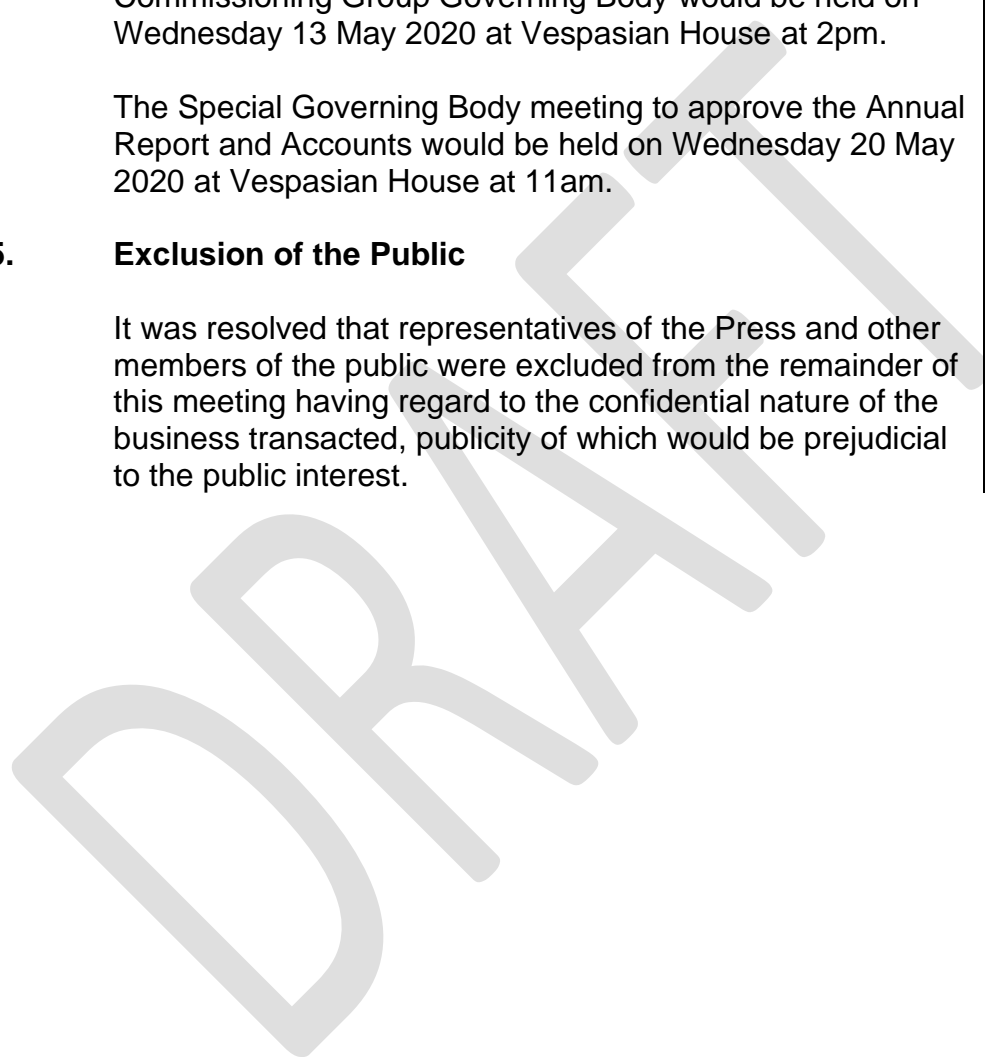 Commissioning Group Governing Body would be held on
Wednesday 13 May 2020 at Vespasian House at 2pm.
The Special Governing Body meeting to approve the Annual
Report and Accounts would be held on Wednesday 20 May
2020 at Vespasian House at 11am.
5. Exclusion of the Public
It was resolved that representatives of the Press and other
members of the public were excluded from the remainder of
this meeting having regard to the confidential nature of the
business transacted, publicity of which would be prejudicial
to the public interest.
DRAFT